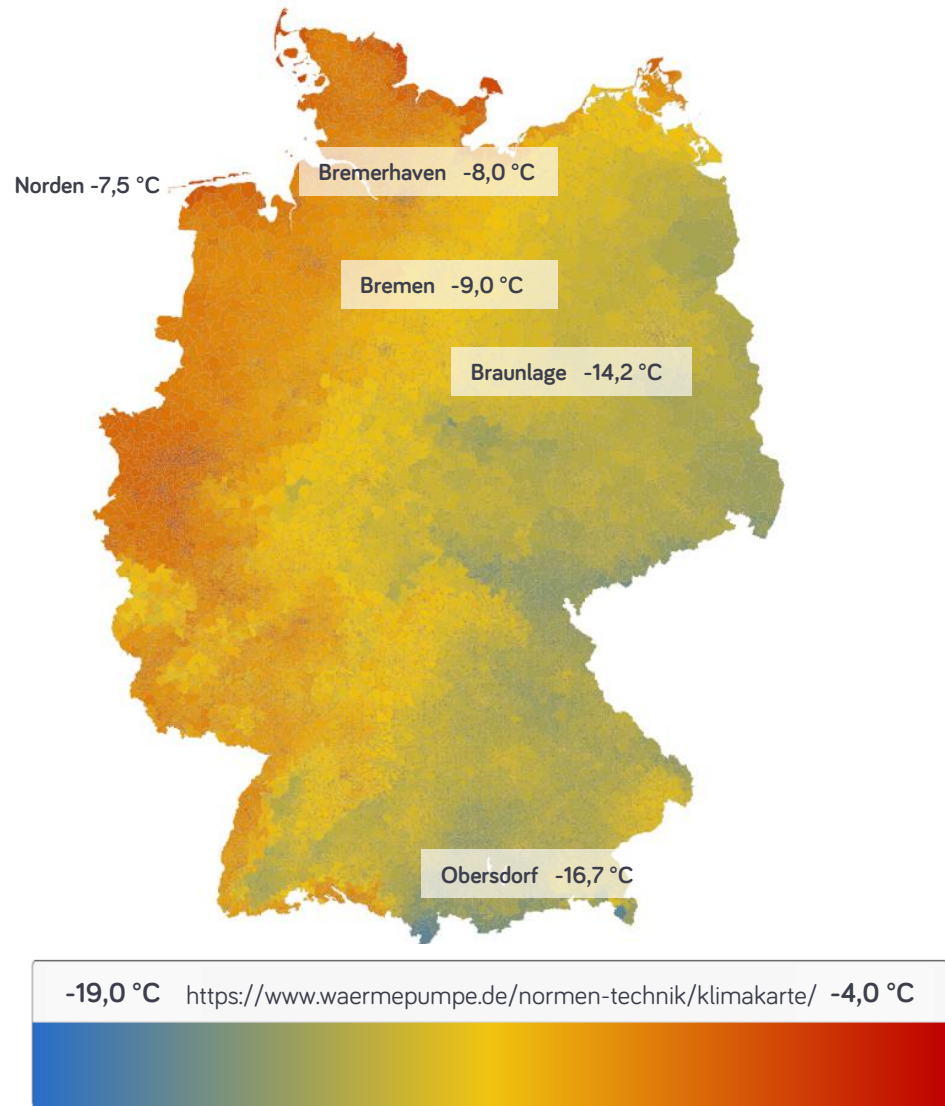 Bremerhaven -8,0 °C
Norden -7,5 °C
Bremen -9,0 °C
Braunlage -14,2 °C
Obersdorf -16,7 °C
-19,0 °C https://www.waermepumpe.de/normen-technik/klimakarte/ -4,0 °C